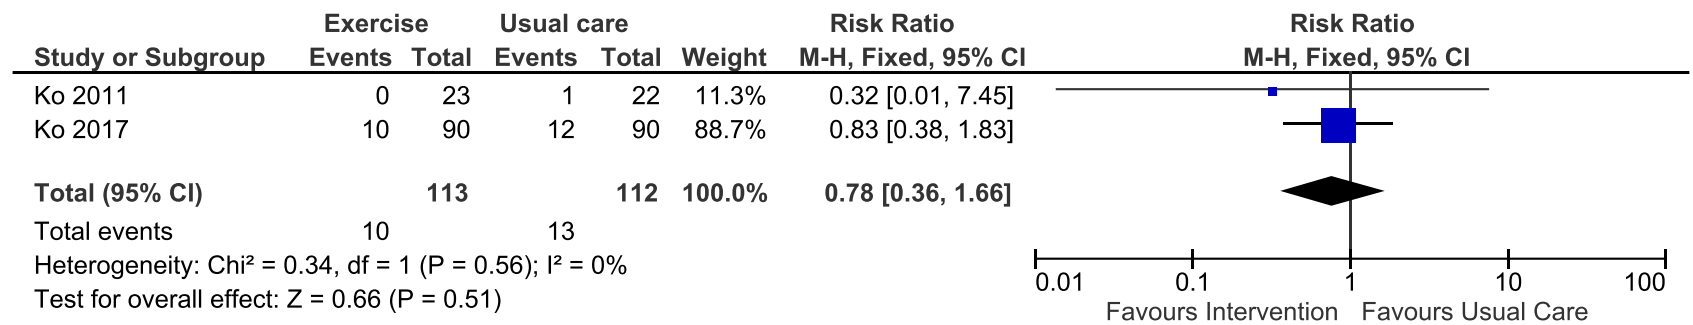 Exercise Usual care Risk Ratio Risk Ratio
Study or Subgroup Events Total Events Total Weight M-H, Fixed, 95% CI M-H, Fixed, 95% CI
Ko 2011 0 23 1 22 11.3% 0.32 [0.01, 7.45]
Ko 2017 10 90 12 90 88.7% 0.83 [0.38, 1.83]
Total (95% CI) 113 112 100.0% 0.78 [0.36, 1.66]
Total events 10 13
Heterogeneity: Chi² = 0.34, df = 1 (P = 0.56); I² = 0%
Test for overall effect: Z = 0.66 (P = 0.51)
0.01 0.1 1 10 100
Favours Intervention Favours Usual Care